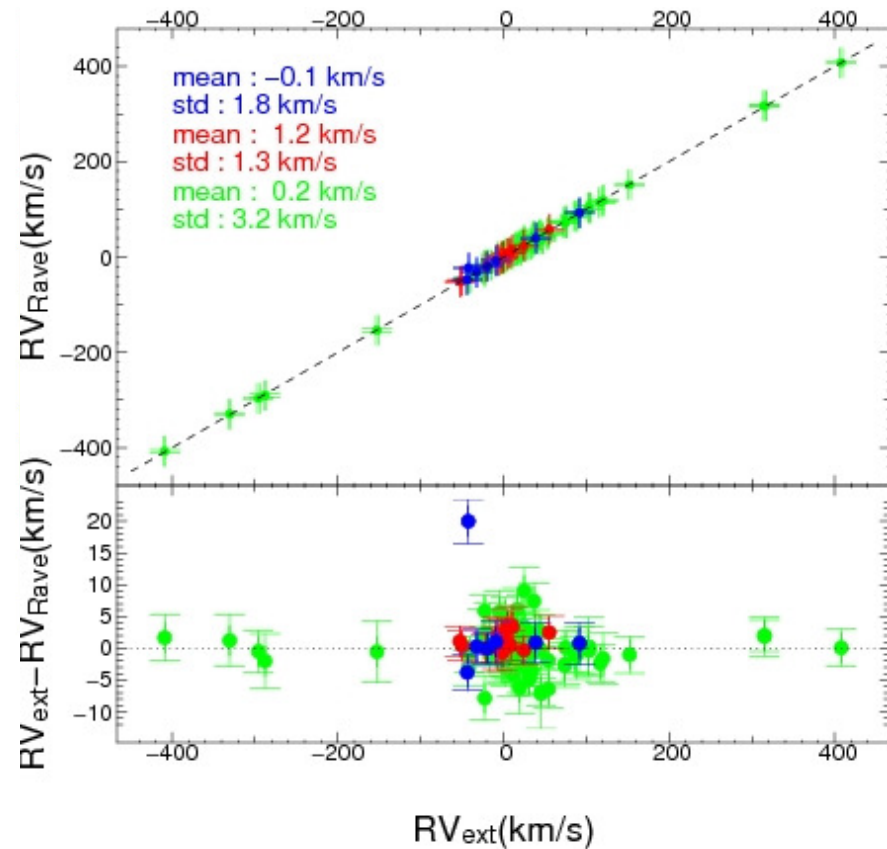 −400 −200 0 200 400
mean : −0.1 km/s
std : 1.8 km/s
mean : 1.2 km/s
std : 1.3 km/s
mean : 0.2 km/s
std : 3.2 km/s
400
200
0
−200
−400
RVRave(km/s)
20
15
10
5
0
−5
−10
RVext−RVRave(km/s)
−400 −200 0 200 400
RVext(km/s)